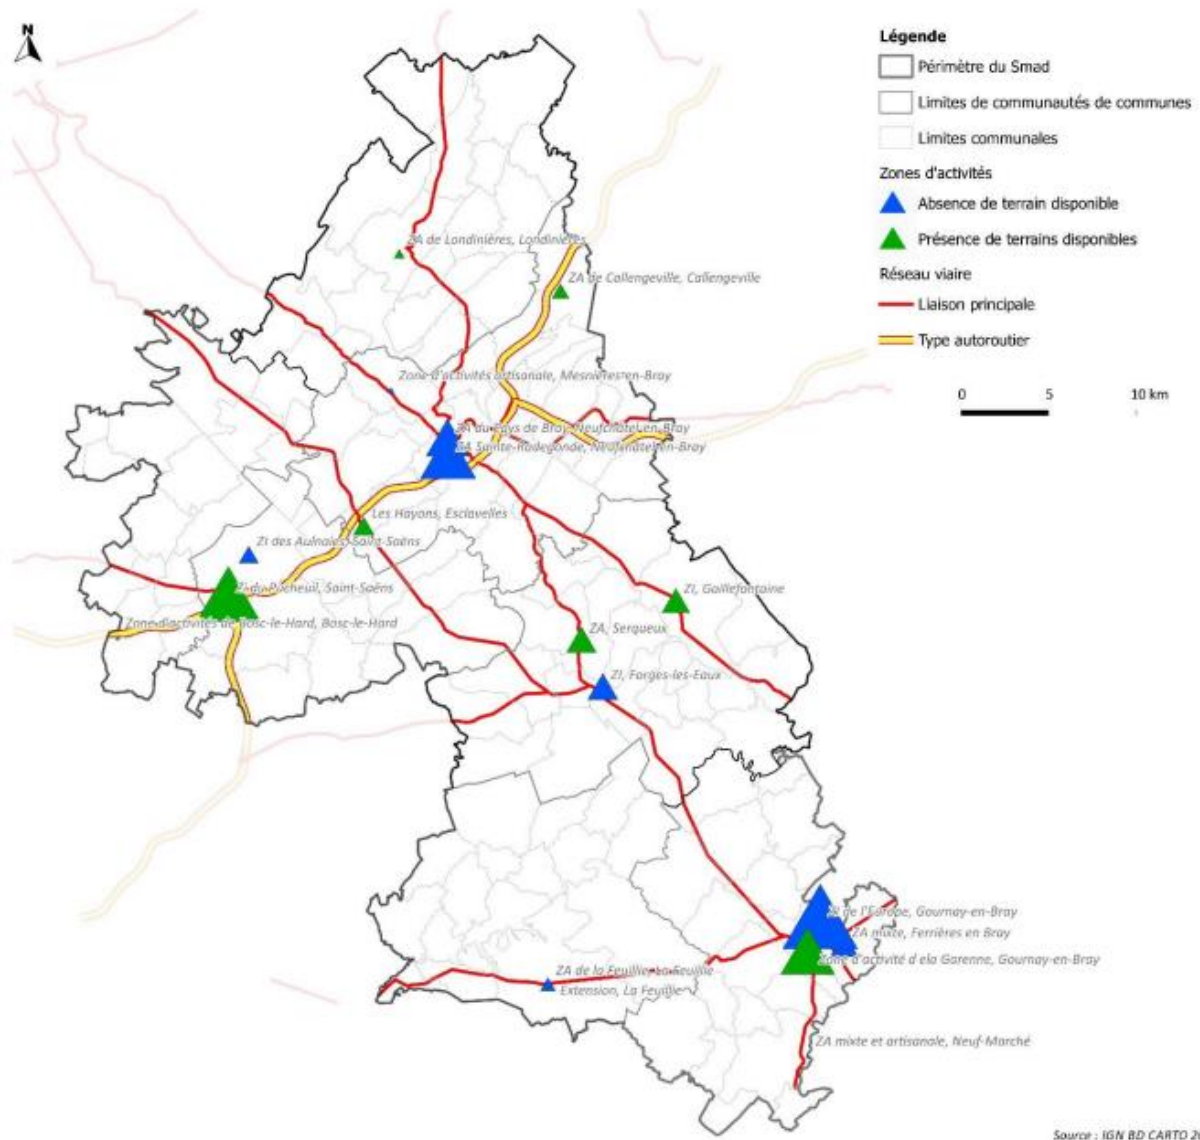 N
Légende
Périmètre du Smad
Limites de communautés de communes
Limites communales
Zones d'activités
Absence de terrain disponible
Présence de terrains disponibles
Réseau viaire
Liaison principale
Type autoroutier
0 5 10 km
ZA de Londinières, Londinières
ZA de Callengeville, Callengeville
Zone d'activités artisanale, Mesnières-en-Bray
ZA du Pays de Bray, Neufchâtel-en-Bray
ZA Sainte-Radegonde, Neufchâtel-en-Bray
Les Hayons, Esclavelles
ZI des Aulnaies, Saint-Saëns
ZI du Pucheuil, Saint-Saëns
Zone d'activités de Bosc-le-Hard, Bosc-le-Hard
ZI, Gaillefontaine
ZA, Serqueux
ZI, Forges-les-Eaux
ZI de l'Europe, Gournay-en-Bray
ZA mixte, Ferrières en Bray
Zone d'activité d ela Garenne, Gournay-en-Bray
ZA de la Feuillie, La Feuillie
Extension, La Feuillie
ZA mixte et artisanale, Neuf-Marché
Source : IGN BD CARTO